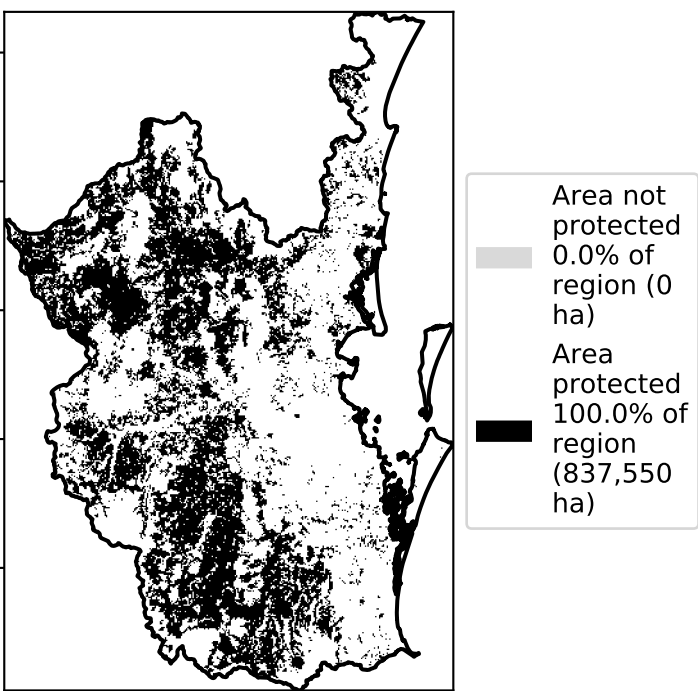 Area not
protected
0.0% of
region (0
ha)
Area
protected
100.0% of
region
(837,550
ha)